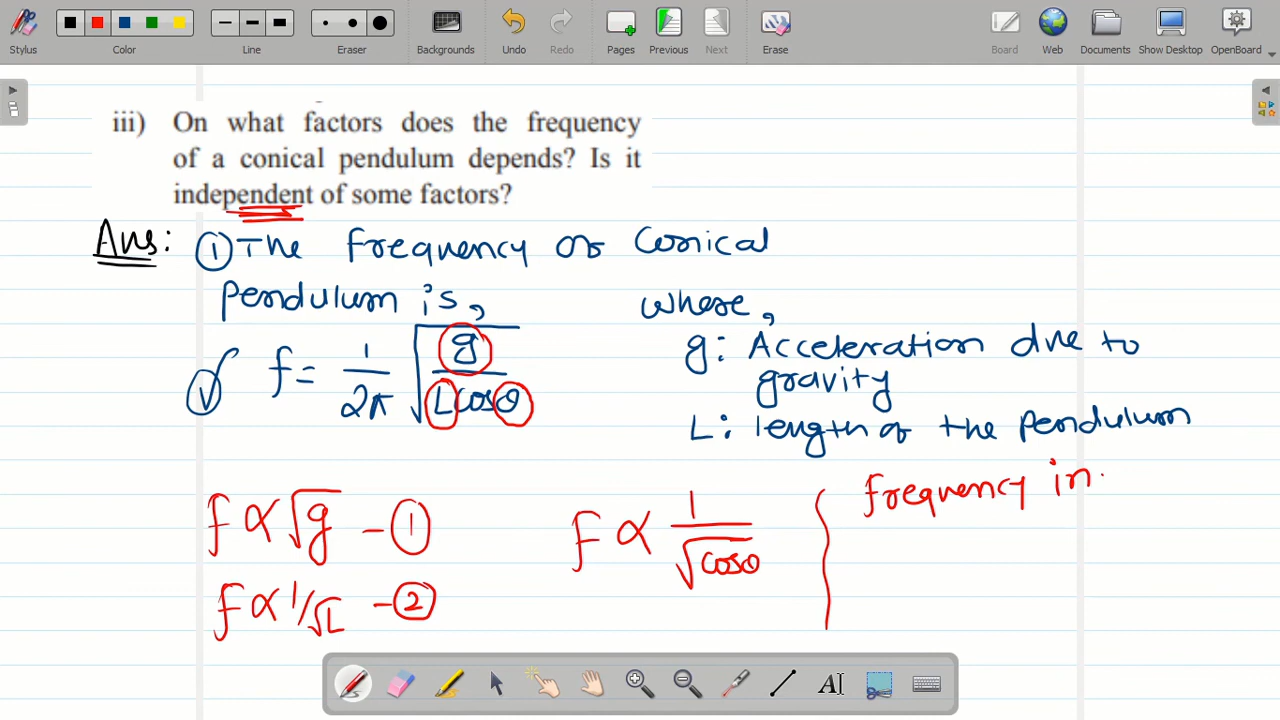 Stylus Color Line Eraser Backgrounds Undo Redo Pages Previous Next Erase Board Web Documents Show Desktop OpenBoard
iii) On what factors does the frequency
of a conical pendulum depends? Is it
independent of some factors?
Ans: ① The frequency of Conical
Pendulum is,
f = 1/2π √(g/Lcosθ)
where,
g: Acceleration due to
gravity
L: length of the Pendulum
f ∝ √g - ①
f ∝ 1/√L - ②
f ∝ 1/√cosθ
frequency in.